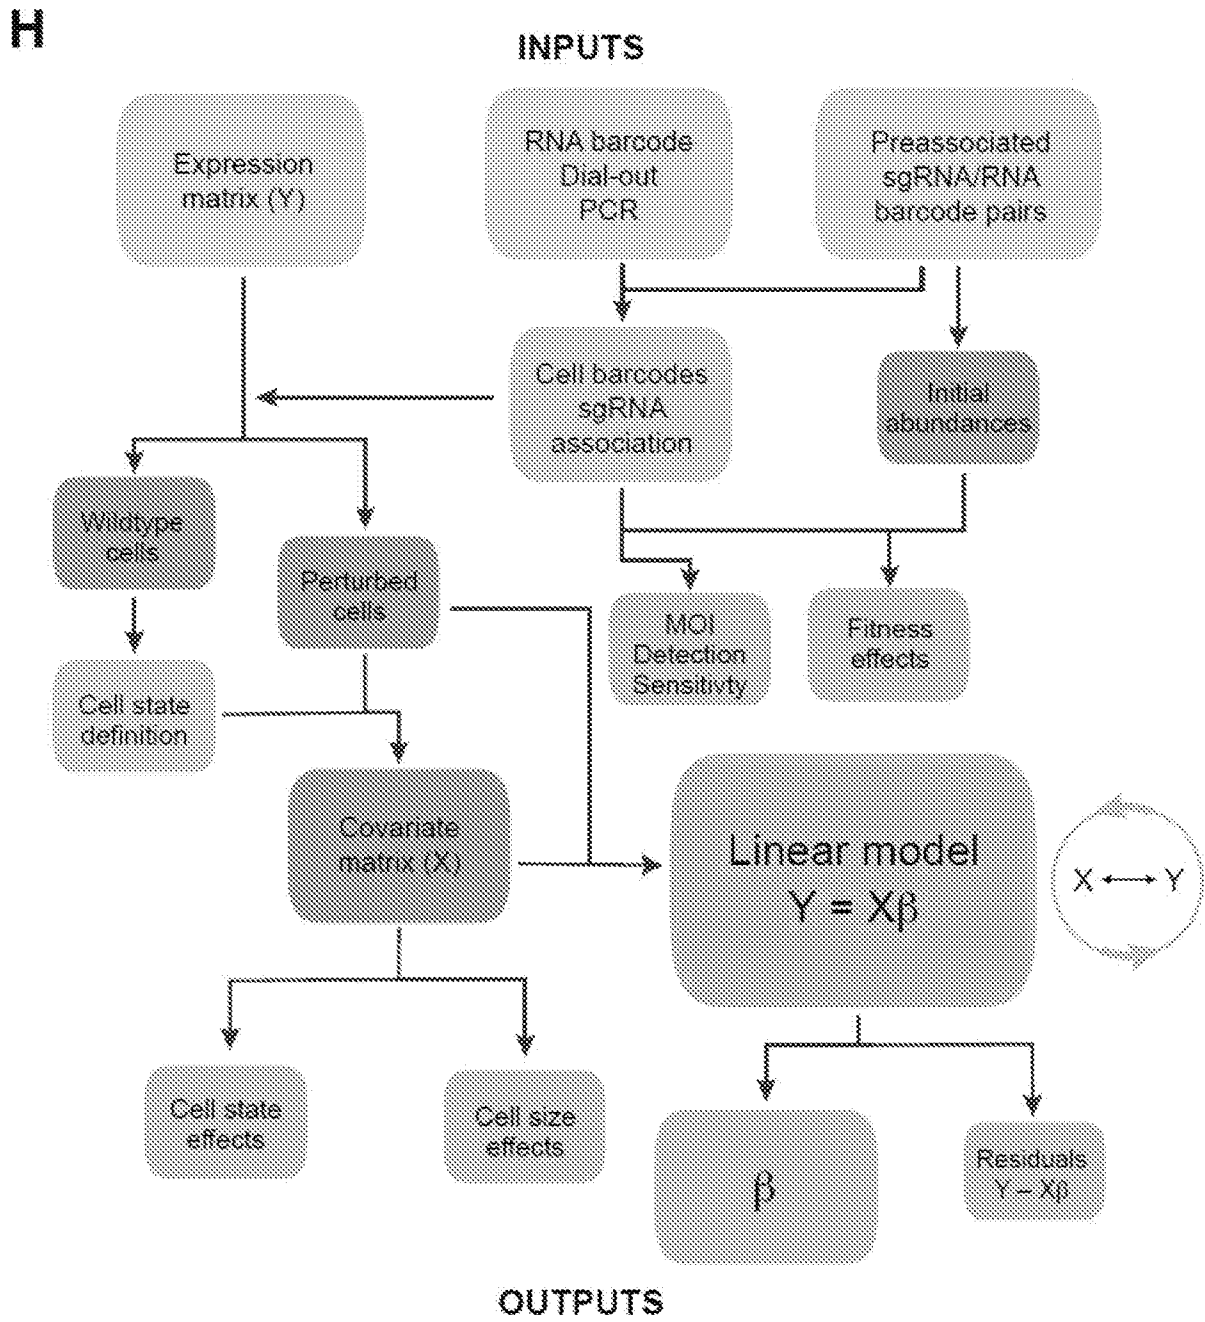 H
INPUTS
Expression
matrix (Y)
RNA barcode
Dial-out
PCR
Preassociated
sgRNA/RNA
barcode pairs
Cell barcodes
sgRNA
association
Initial
abundances
Wildtype
cells
Perturbed
cells
MOI
Detection
Sensitivty
Fitness
effects
Cell state
definition
Covariate
matrix (X)
Linear model
Y = Xβ
X ↔ Y
Cell state
effects
Cell size
effects
β
Residuals
Y – Xβ
OUTPUTS